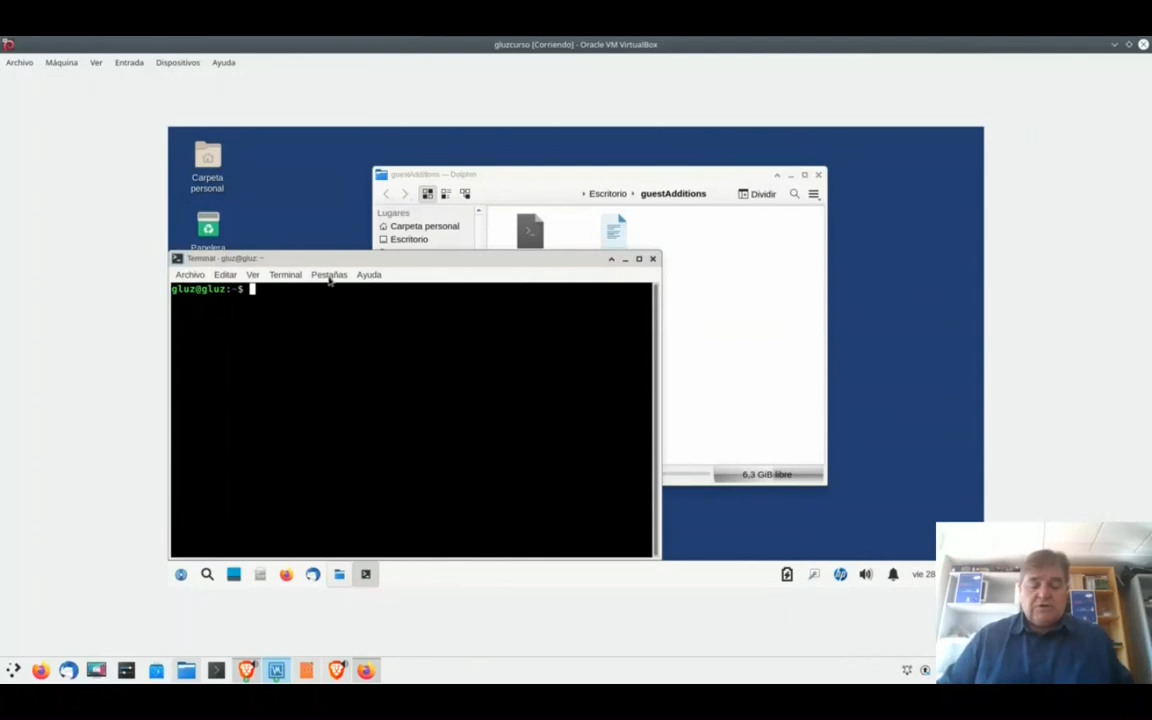 gluzcurso [Corriendo] - Oracle VM VirtualBox
Archivo Máquina Ver Entrada Dispositivos Ayuda
Carpeta
personal
Papelera
guestAdditions — Dolphin
Escritorio guestAdditions Dividir
Lugares
Carpeta personal
Escritorio
Terminal - gluz@gluz: ~
Archivo Editar Ver Terminal Pestañas Ayuda
gluz@gluz:~$
6,3 GiB libre
vie 28